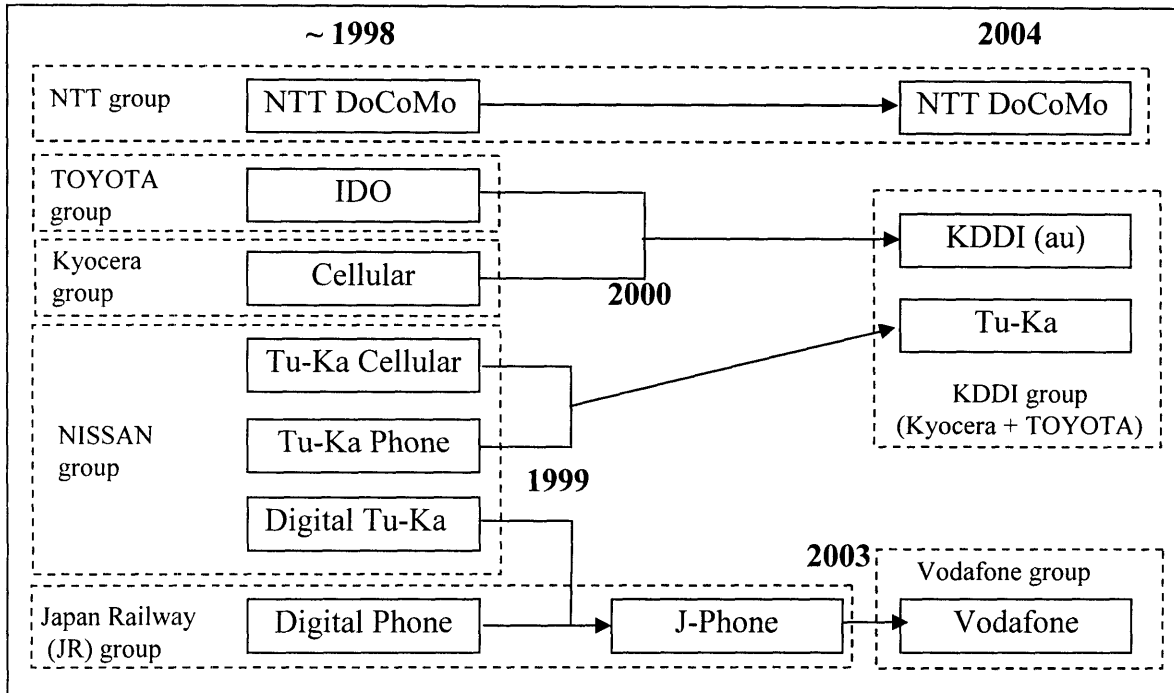 ~ 1998
2004
NTT group
NTT DoCoMo
NTT DoCoMo
TOYOTA
group
IDO
KDDI (au)
Kyocera
group
Cellular
2000
Tu-Ka
Tu-Ka Cellular
KDDI group
(Kyocera + TOYOTA)
NISSAN
group
Tu-Ka Phone
1999
Digital Tu-Ka
2003
Vodafone group
Japan Railway
(JR) group
Digital Phone
J-Phone
Vodafone